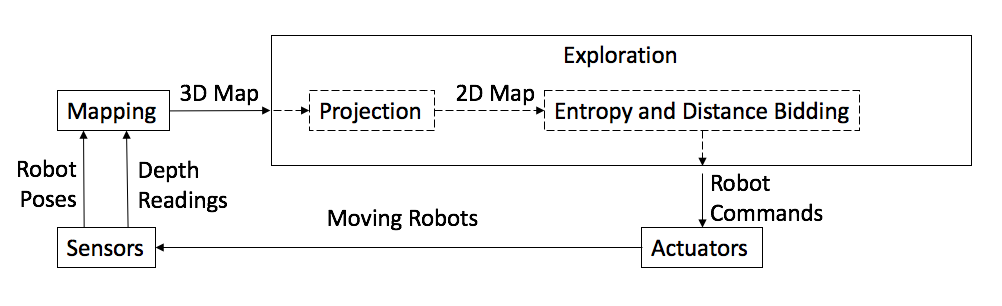 Exploration
3D Map
2D Map
Mapping
Projection
Entropy and Distance Bidding
Robot
Poses
Depth
Readings
Robot
Commands
Moving Robots
Sensors
Actuators